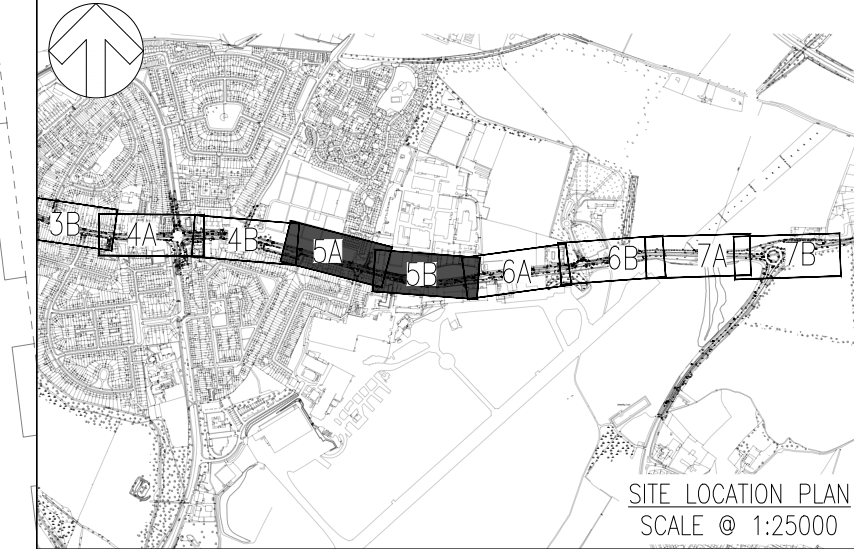 3B
4A
4B
5A
5B
6A
6B
7A
7B
SITE LOCATION PLAN
SCALE @ 1:25000